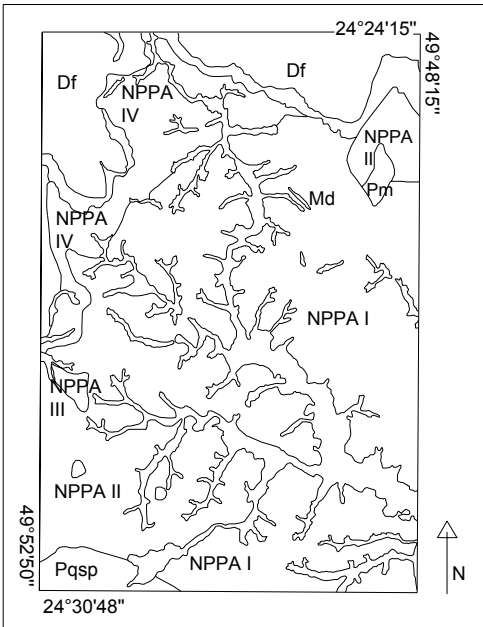 24°24'15"
49°48'15"
Df
Df
NPPA
IV
NPPA
II
Pm
Md
NPPA
IV
NPPA I
NPPA
III
NPPA II
49°52'50"
Pqsp
NPPA I
N
24°30'48"